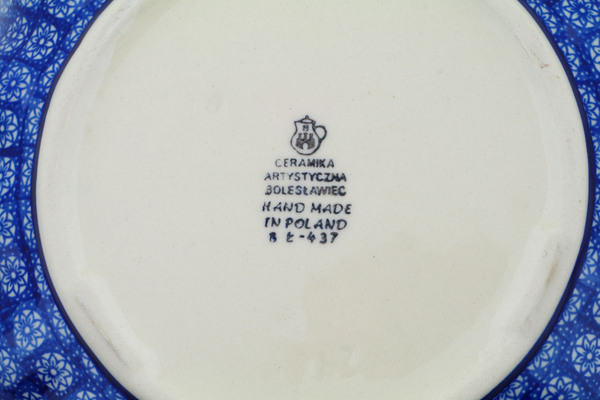 CERAMIKA
ARTYSTYCZNA
BOLESŁAWIEC
HAND MADE
IN POLAND
B Ł-437